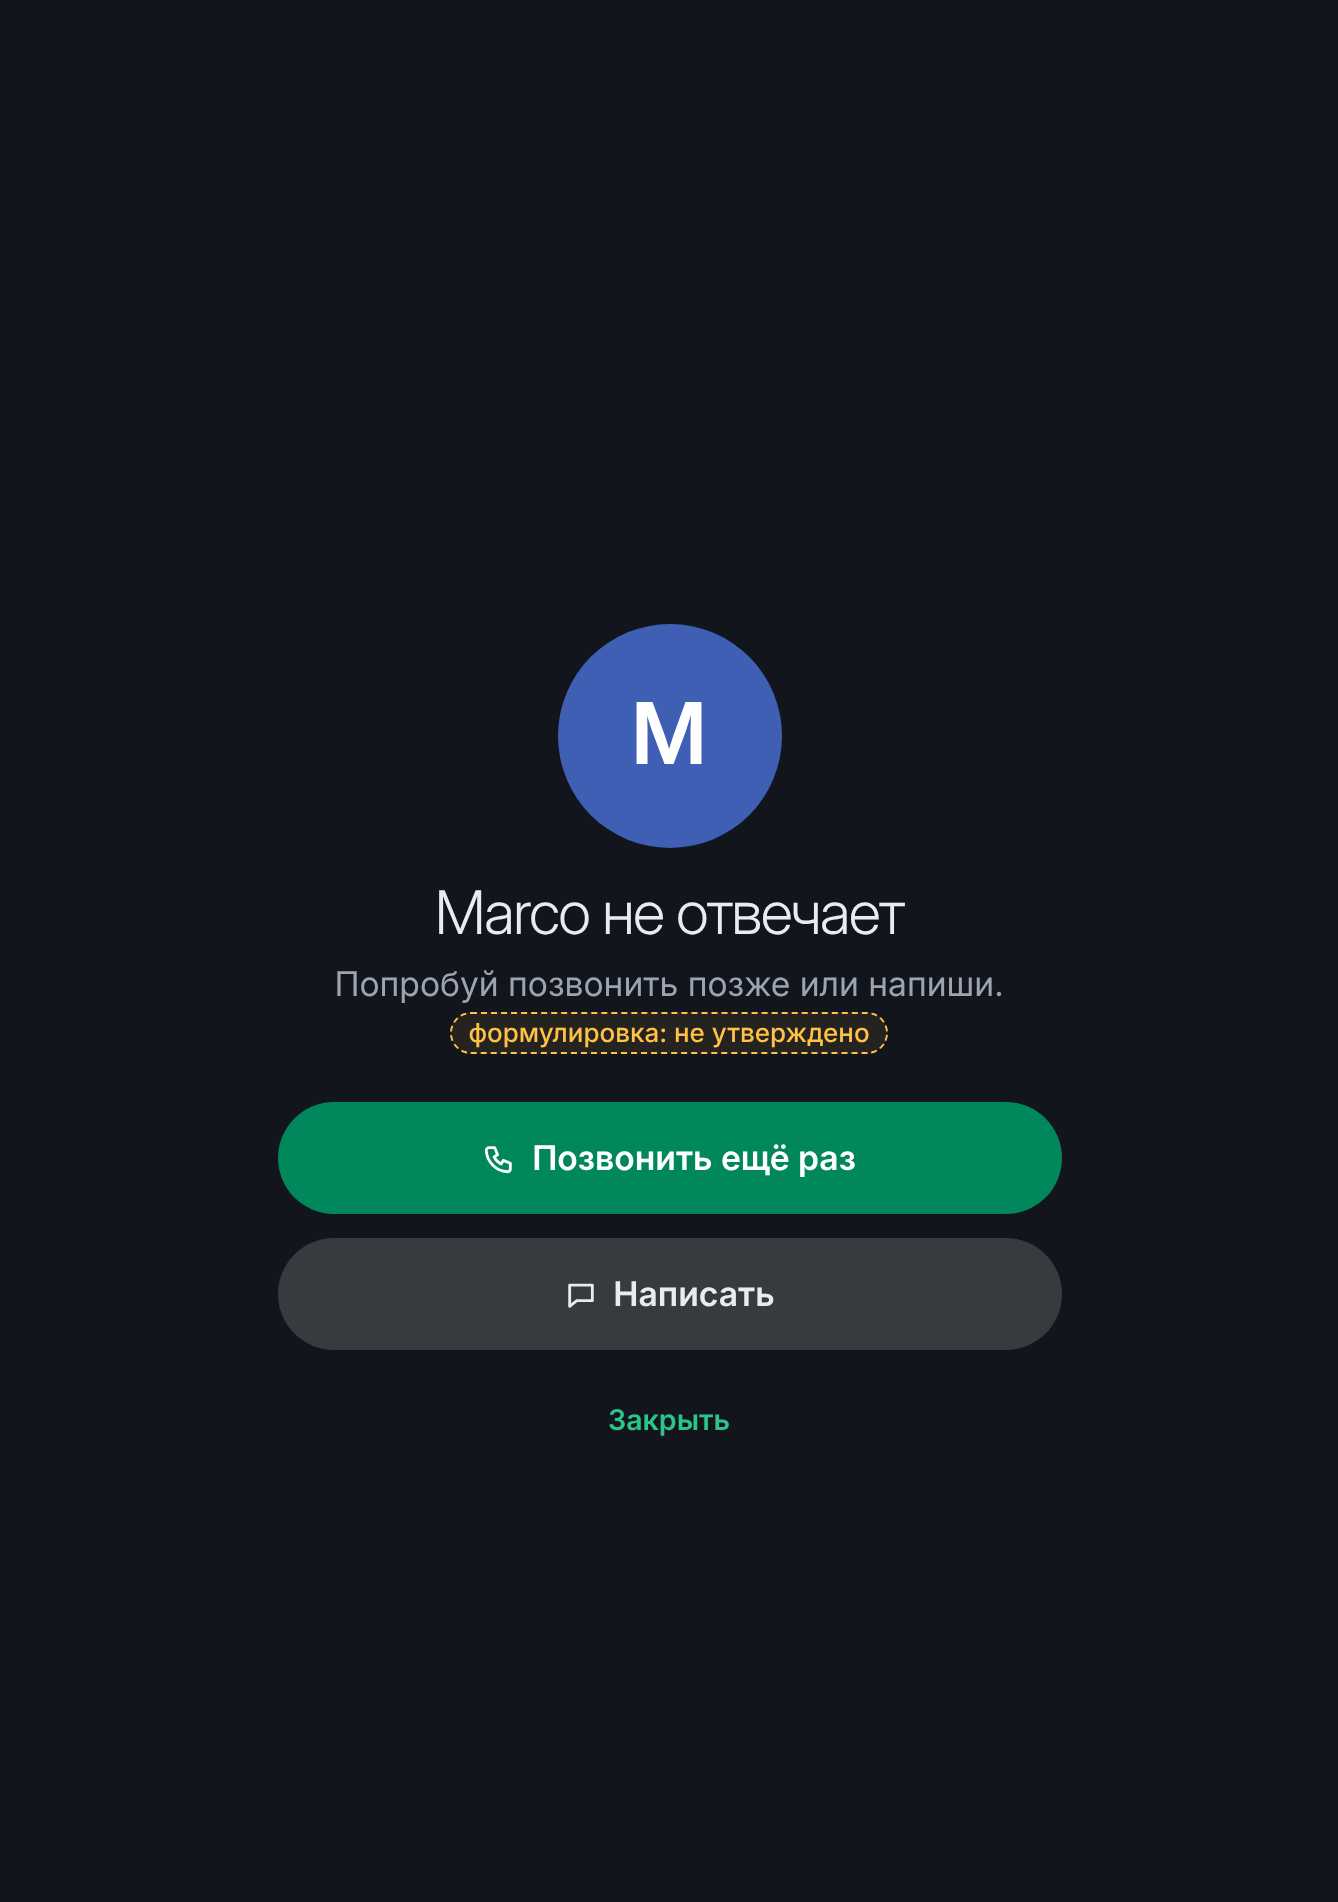 M
Marco не отвечает
Попробуй позвонить позже или напиши.
формулировка: не утверждено
Позвонить ещё раз
Написать
Закрыть